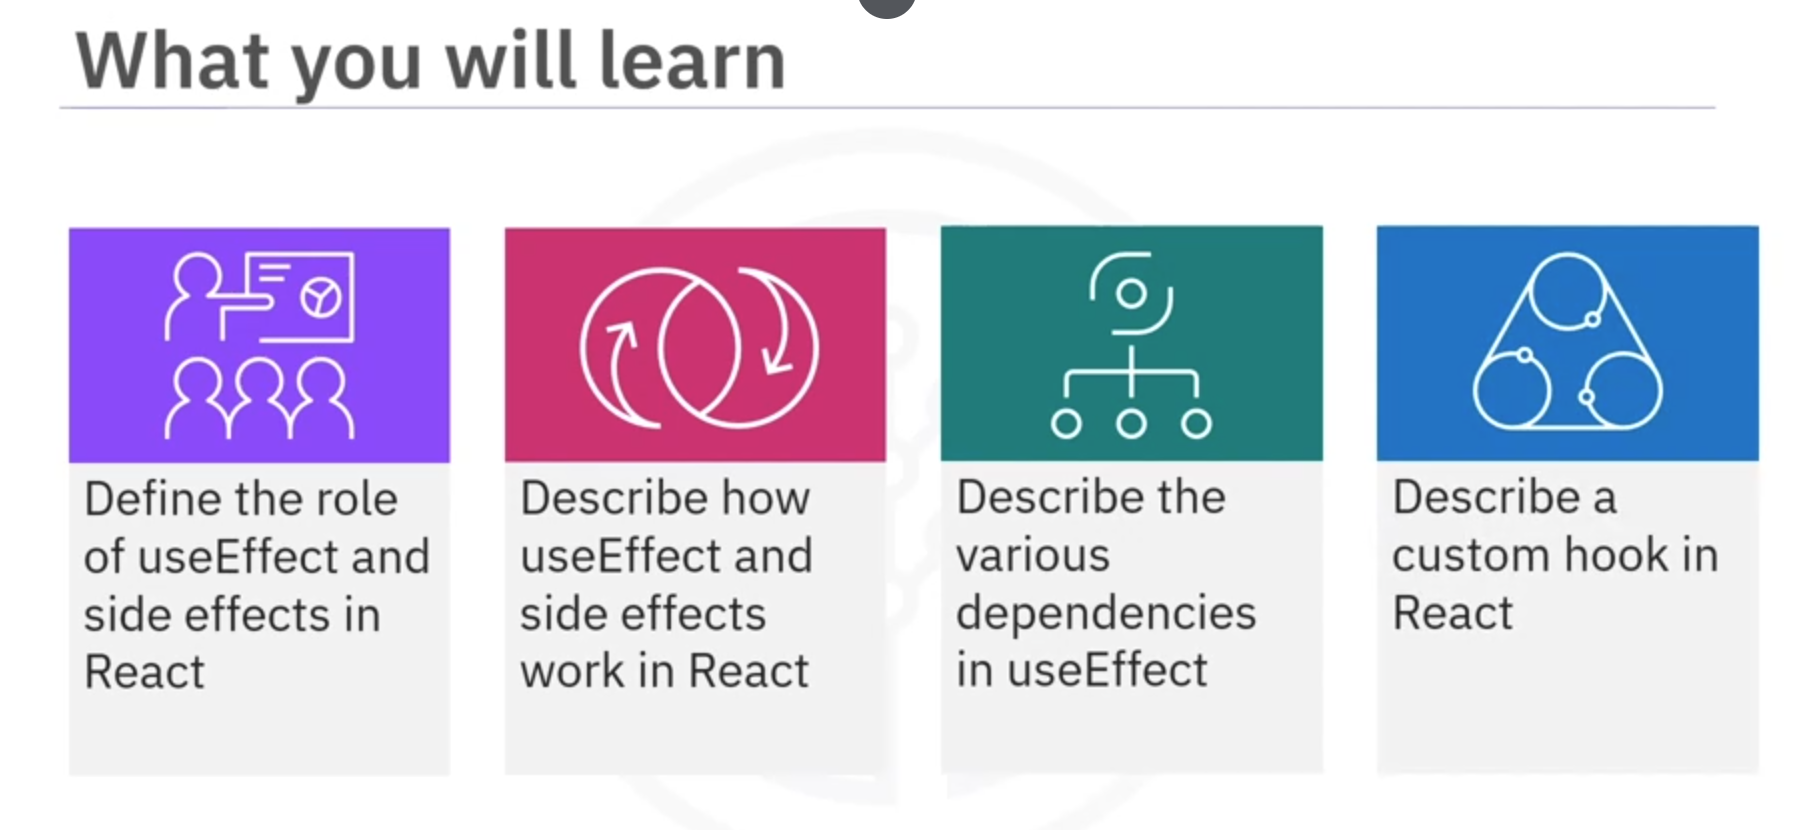 What you will learn
Define the role
of useEffect and
side effects in
React
Describe how
useEffect and
side effects
work in React
Describe the
various
dependencies
in useEffect
Describe a
custom hook in
React